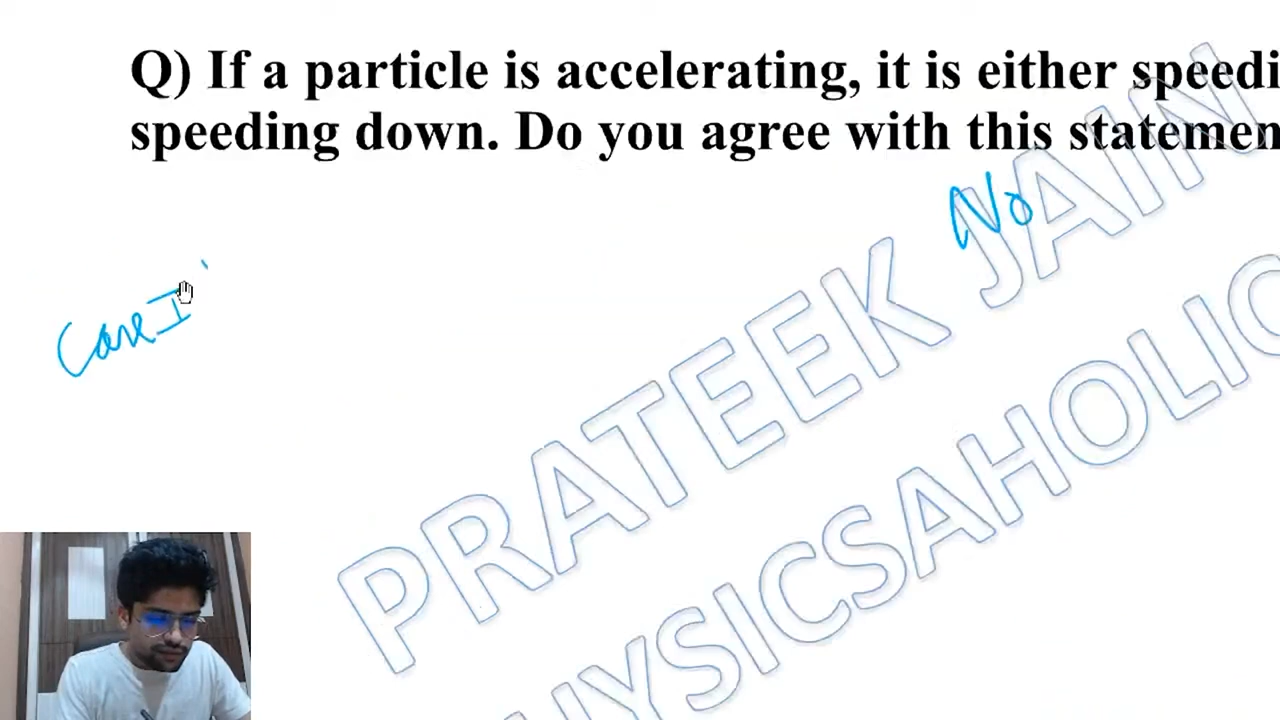 Q) If a particle is accelerating, it is either speedi
speeding down. Do you agree with this statemen
No
Case I
PRATEEK JAIN
PHYSICSAHOLIC